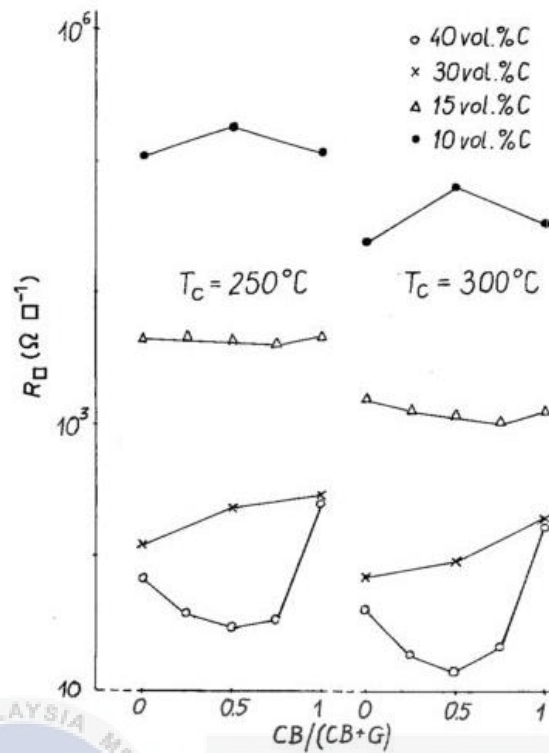 10⁶
○ 40 vol.% C
× 30 vol.% C
△ 15 vol.% C
● 10 vol.% C
T_C = 250°C
T_C = 300°C
R□ (Ω □⁻¹)
10³
10
0 0.5 1 0 0.5 1
CB/(CB+G)
LAYSIA